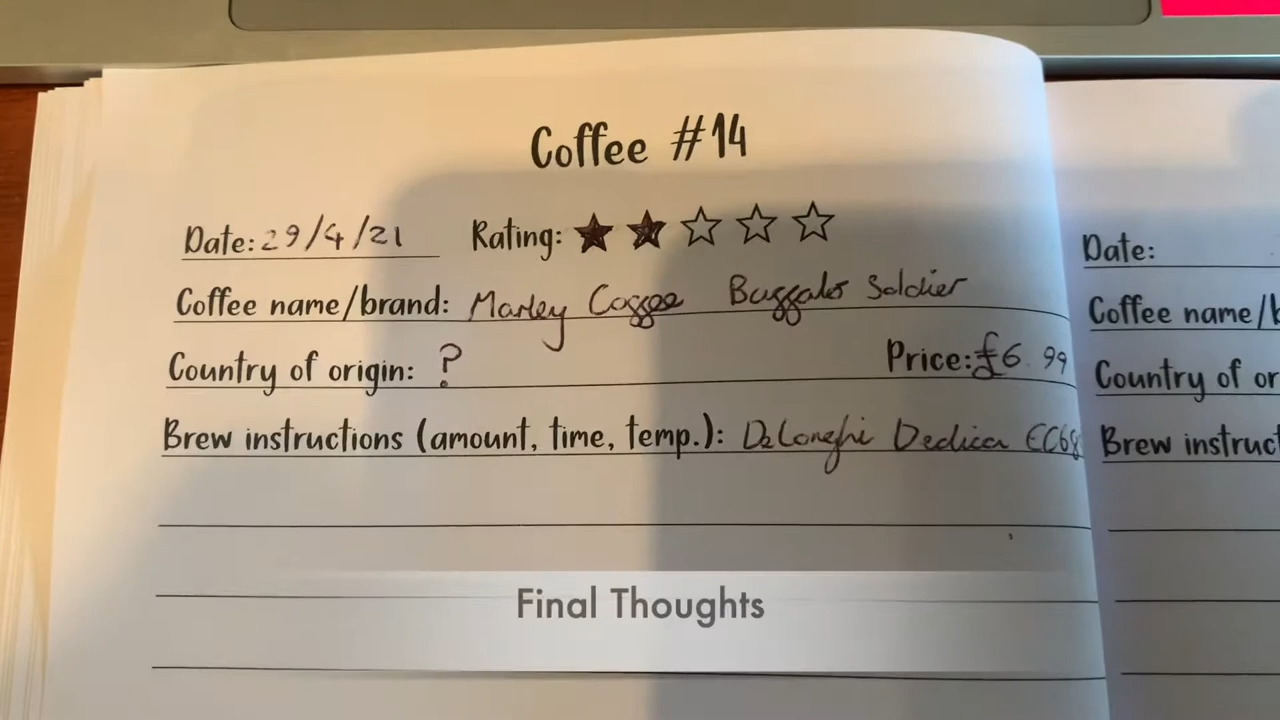 Coffee #14
Date: 29/4/21 Rating:
Coffee name/brand: Marley Coffee Buffalo Soldier
Country of origin: ? Price: £6.99
Brew instructions (amount, time, temp.): DeLonghi Dedica EC68
Final Thoughts
Date:
Coffee name/b
Country of or
Brew instruct